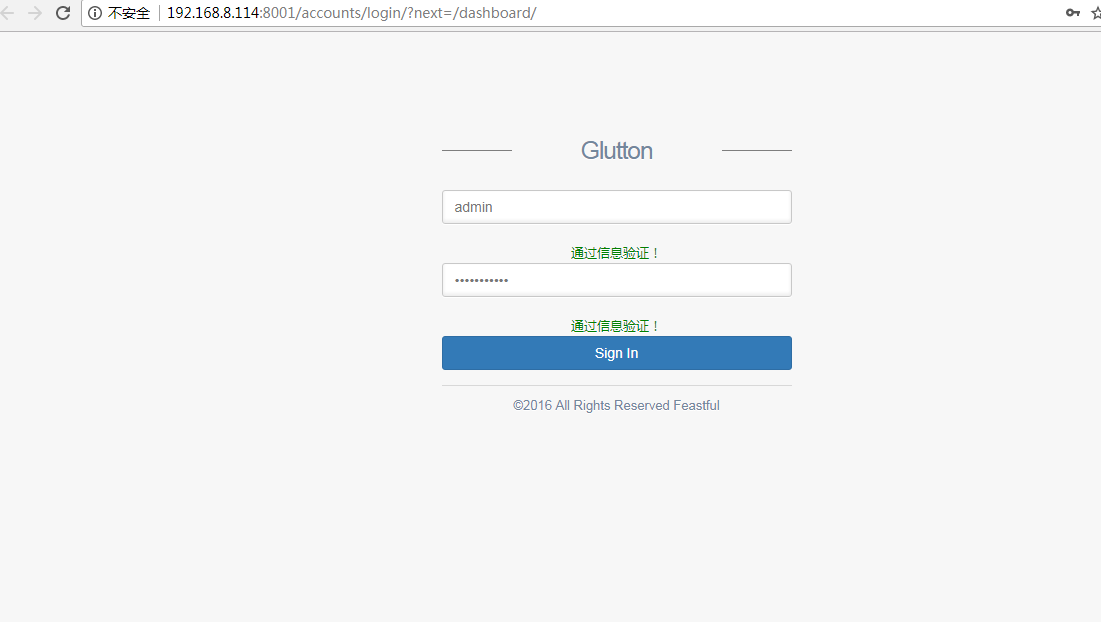 不安全 192.168.8.114:8001/accounts/login/?next=/dashboard/
Glutton
admin
•••••••••••
通过信息验证！
通过信息验证！
Sign In
©2016 All Rights Reserved Feastful